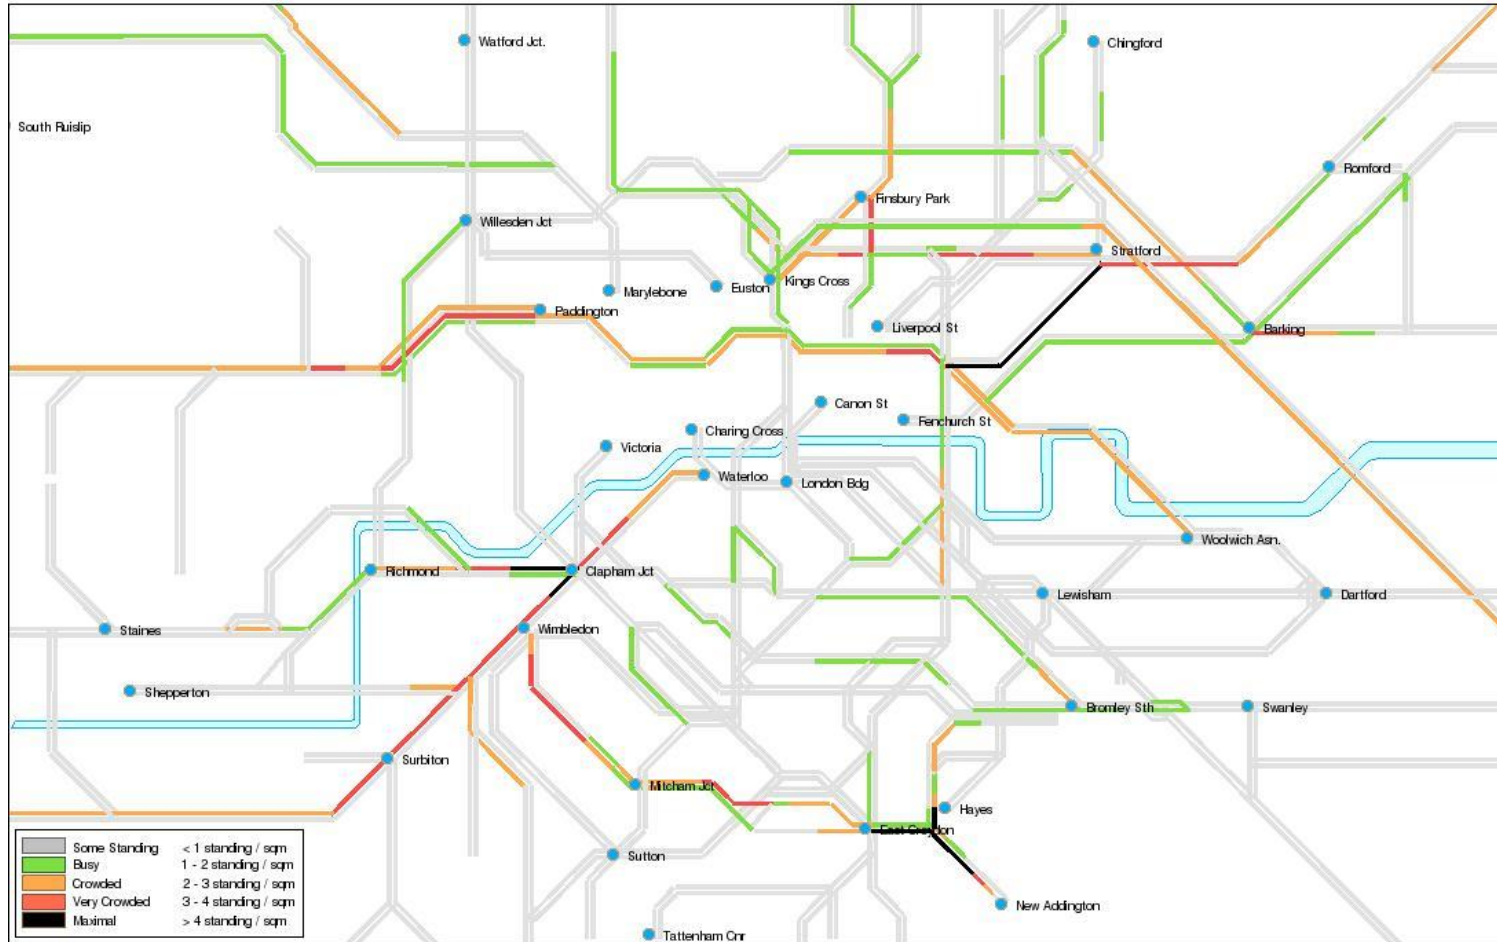 Watford Jct.
Chingford
South Ruislip
Romford
Finsbury Park
Willesden Jct
Stratford
Kings Cross
Euston
Marylebone
Paddington
Liverpool St
Barking
Canon St
Fenchurch St
Charing Cross
Victoria
Waterloo
London Bdg
Woolwich Asn.
Richmond
Clapham Jct
Lewisham
Dartford
Staines
Wimbledon
Shepperton
Bromley Sth
Swanley
Surbiton
Mitcham Jct
Hayes
East Croydon
Sutton
New Addington
Tattenham Cnr
Some Standing < 1 standing / sqm
Busy 1 - 2 standing / sqm
Crowded 2 - 3 standing / sqm
Very Crowded 3 - 4 standing / sqm
Maximal > 4 standing / sqm